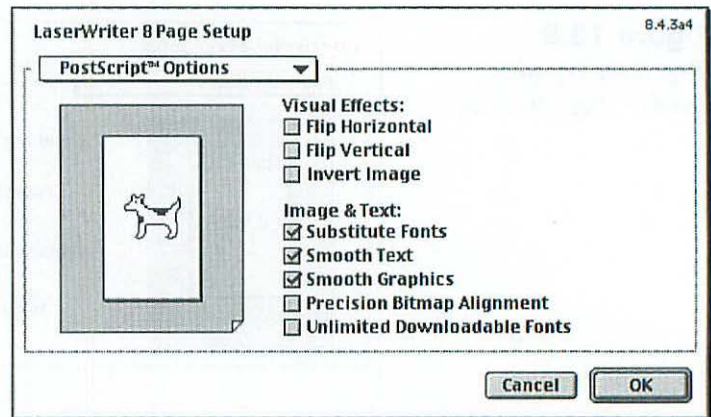 LaserWriter 8 Page Setup
8.4.3a4
PostScript™ Options
Visual Effects:
Flip Horizontal
Flip Vertical
Invert Image
Image & Text:
Substitute Fonts
Smooth Text
Smooth Graphics
Precision Bitmap Alignment
Unlimited Downloadable Fonts
Cancel
OK